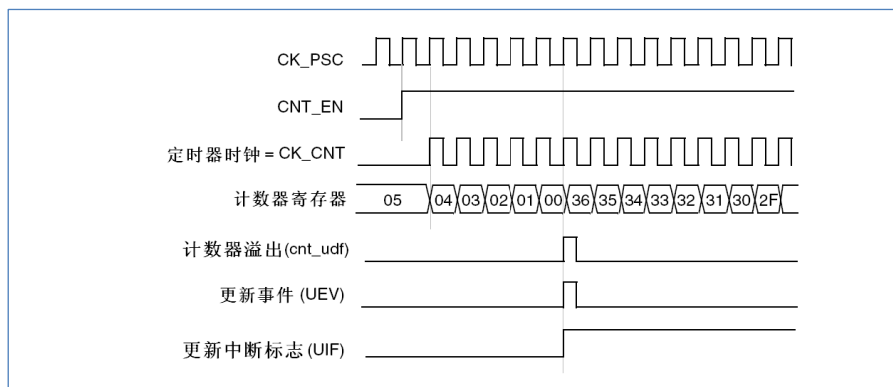 CK_PSC
CNT_EN
定时器时钟 = CK_CNT
计数器寄存器 05 04 03 02 01 00 36 35 34 33 32 31 30 2F
计数器溢出(cnt_udf)
更新事件 (UEV)
更新中断标志 (UIF)